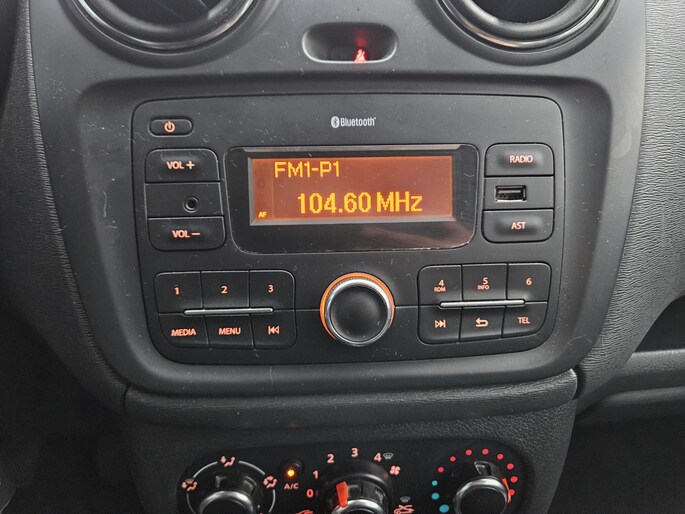 Bluetooth®
VOL +
VOL −
FM1-P1
104.60 MHz
AF
RADIO
AST
1 2 3
MEDIA MENU
4 5 6
RDM INFO
TEL
A/C
0 1 2 3 4